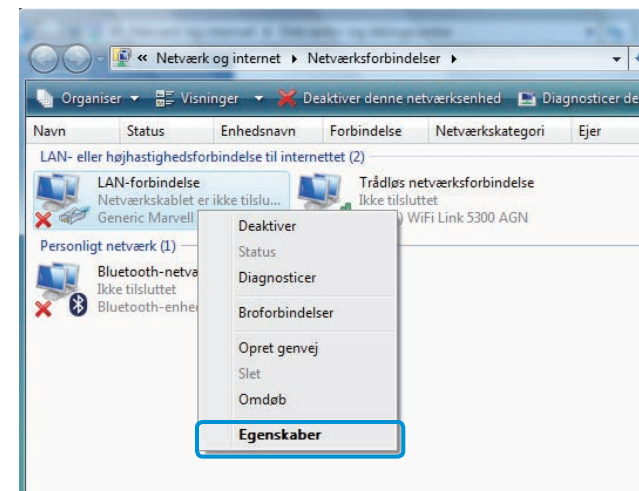 « Netværk og internet ▸ Netværksforbindelser ▸
Organiser Visninger Deaktiver denne netværksenhed Diagnosticer de
Navn Status Enhedsnavn Forbindelse Netværkskategori Ejer
LAN- eller højhastighedsforbindelse til internettet (2)
LAN-forbindelse
Netværkskablet er ikke tilslu...
Generic Marvell
Trådløs netværksforbindelse
Ikke tilsluttet
WiFi Link 5300 AGN
Personligt netværk (1)
Bluetooth-netva
Ikke tilsluttet
Bluetooth-enhe
Deaktiver
Status
Diagnosticer
Broforbindelser
Opret genvej
Slet
Omdøb
Egenskaber